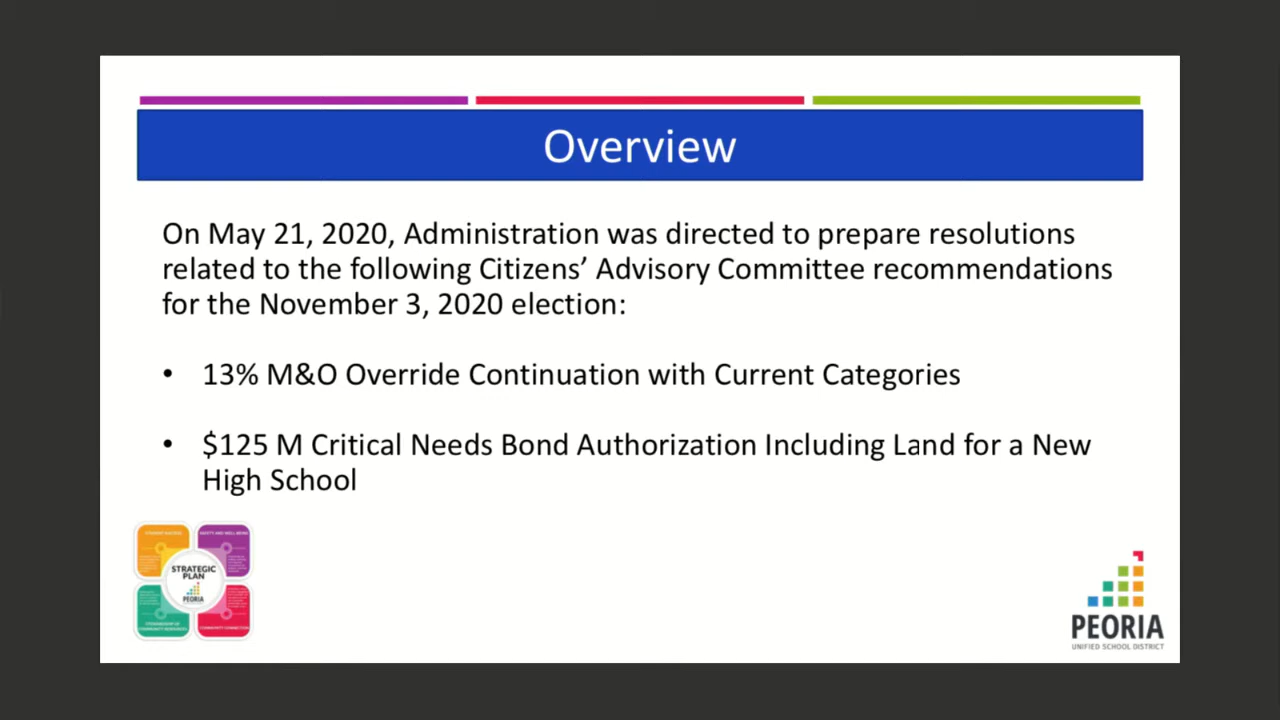 Overview
On May 21, 2020, Administration was directed to prepare resolutions
related to the following Citizens’ Advisory Committee recommendations
for the November 3, 2020 election:
• 13% M&O Override Continuation with Current Categories
• $125 M Critical Needs Bond Authorization Including Land for a New
High School
STRATEGIC
PLAN
PEORIA
PEORIA
UNIFIED SCHOOL DISTRICT